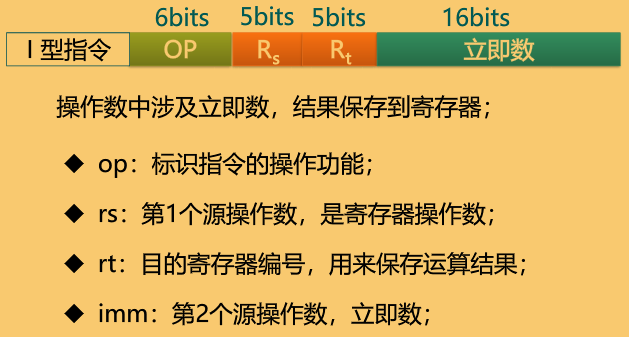 6bits 5bits 5bits 16bits
I 型指令 OP Rs Rt 立即数
操作数中涉及立即数，结果保存到寄存器；
◆ op：标识指令的操作功能；
◆ rs：第1个源操作数，是寄存器操作数；
◆ rt：目的寄存器编号，用来保存运算结果；
◆ imm：第2个源操作数，立即数；